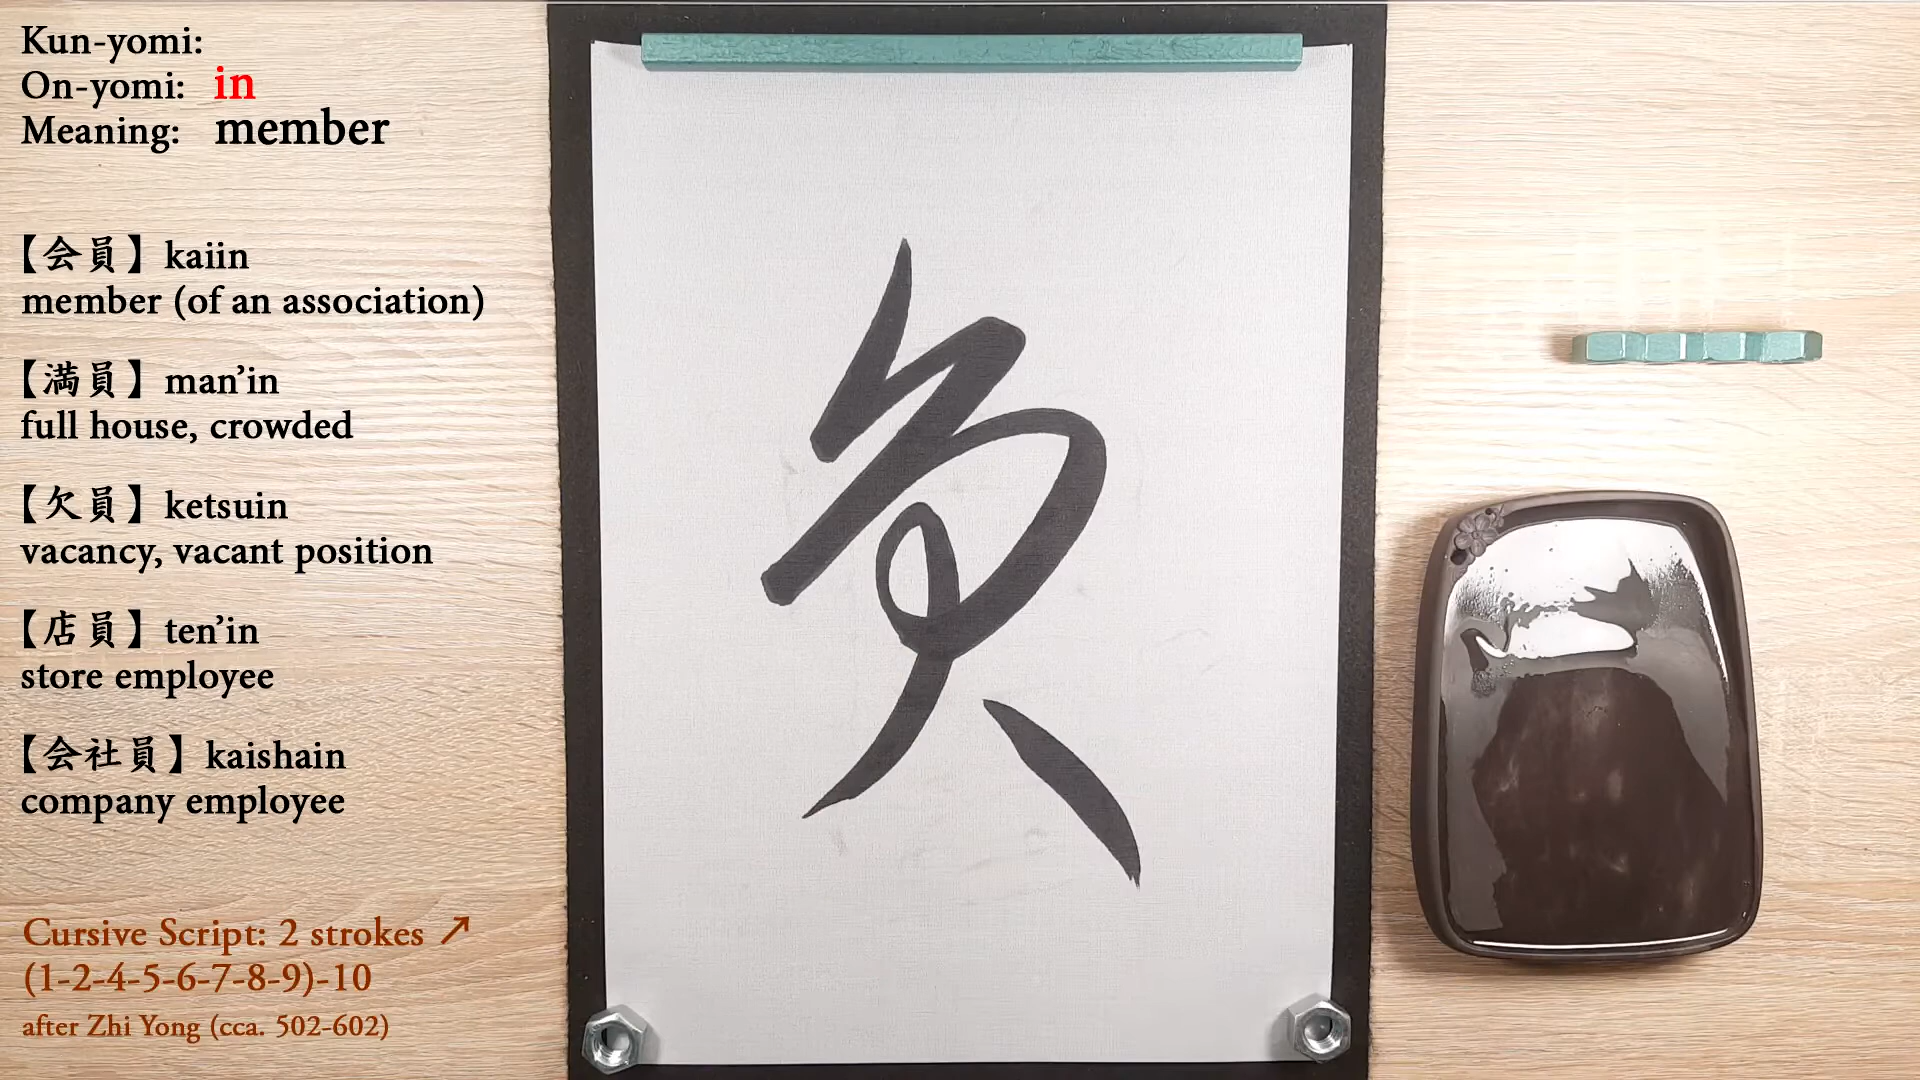 Kun-yomi:
On-yomi: in
Meaning: member
【会員】 kaiin
member (of an association)
【満員】 man’in
full house, crowded
【欠員】 ketsuin
vacancy, vacant position
【店員】 ten’in
store employee
【会社員】 kaishain
company employee
Cursive Script: 2 strokes ↗
(1-2-4-5-6-7-8-9)-10
after Zhi Yong (cca. 502-602)
員